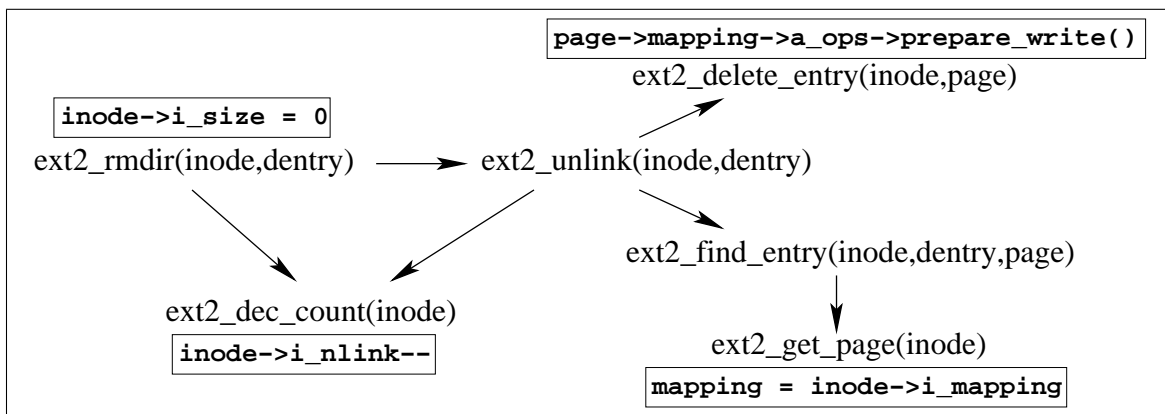 page->mapping->a_ops->prepare_write()
ext2_delete_entry(inode,page)
inode->i_size = 0
ext2_rmdir(inode,dentry)
ext2_unlink(inode,dentry)
ext2_find_entry(inode,dentry,page)
ext2_dec_count(inode)
inode->i_nlink--
ext2_get_page(inode)
mapping = inode->i_mapping